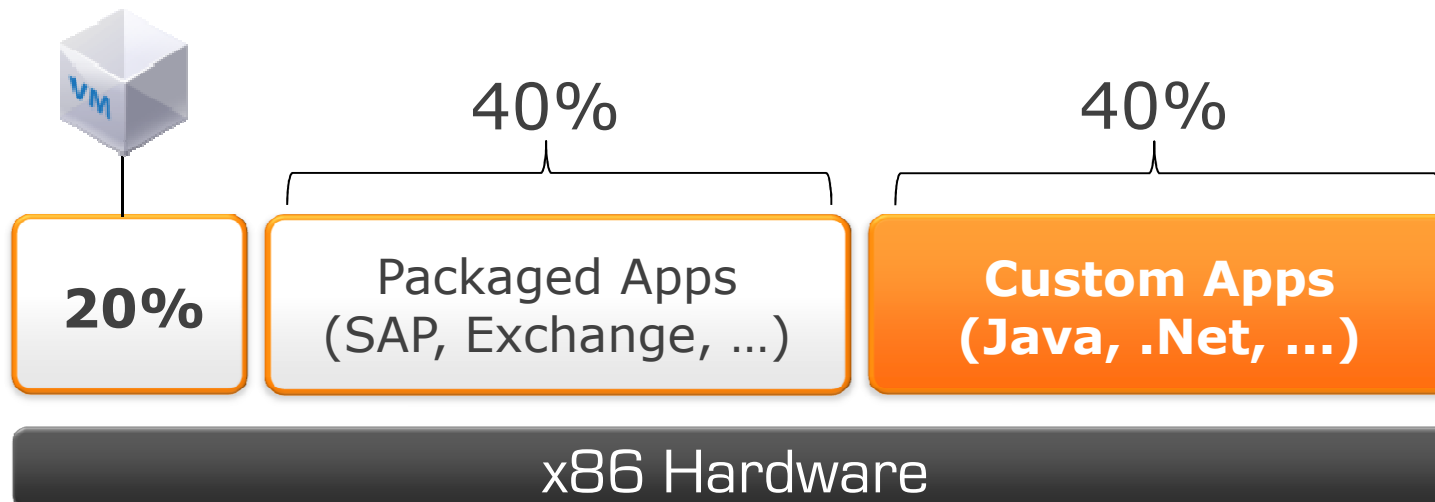 VM
40%
40%
20%
Packaged Apps
(SAP, Exchange, ...)
Custom Apps
(Java, .Net, ...)
x86 Hardware